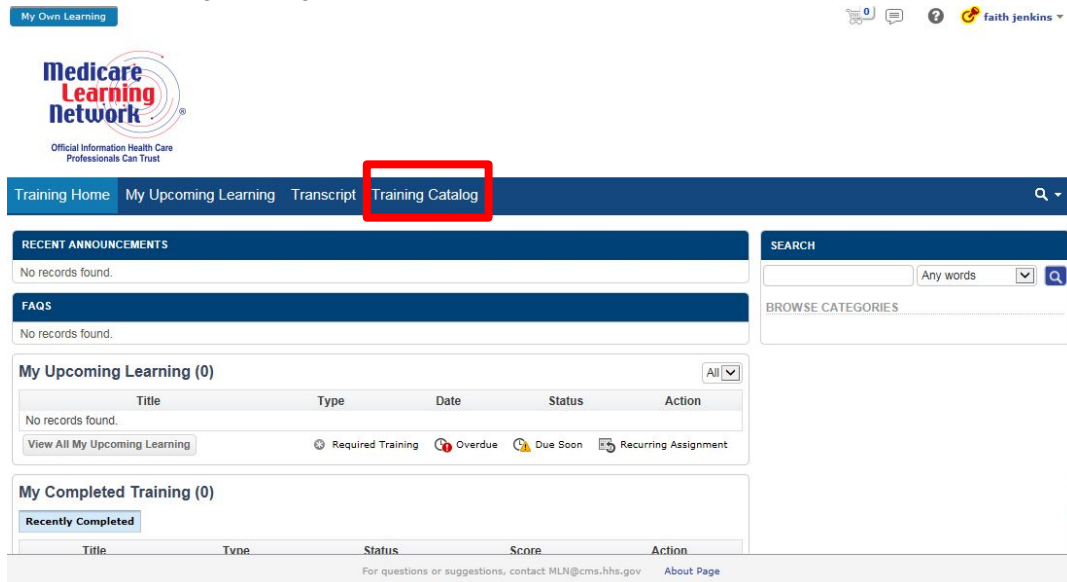 My Own Learning
0
faith jenkins
Medicare
Learning
Network®
Official Information Health Care
Professionals Can Trust
Training Home My Upcoming Learning Transcript Training Catalog
RECENT ANNOUNCEMENTS
No records found.
FAQS
No records found.
SEARCH
Any words
BROWSE CATEGORIES
My Upcoming Learning (0)
All
Title Type Date Status Action
No records found.
View All My Upcoming Learning Required Training Overdue Due Soon Recurring Assignment
My Completed Training (0)
Recently Completed
Title Type Status Score Action
For questions or suggestions, contact MLN@cms.hhs.gov About Page